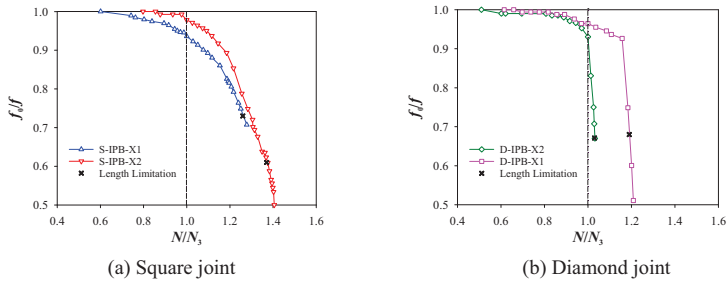 1.0
0.9
0.8
0.7
0.6
0.5
f₀/f
S-IPB-X1
S-IPB-X2
Length Limitation
0.4 0.6 0.8 1.0 1.2 1.4 1.6
N/N₃
(a) Square joint
1.0
0.9
0.8
0.7
0.6
0.5
f₀/f
D-IPB-X2
D-IPB-X1
Length Limitation
0.4 0.6 0.8 1.0 1.2 1.4 1.6
N/N₃
(b) Diamond joint